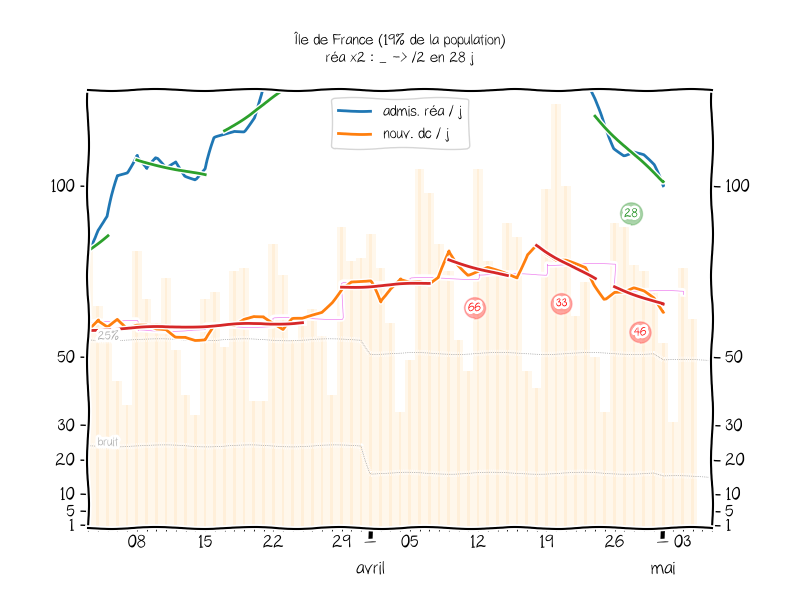 Île de France (19% de la population)
réa x2 : _ -> /2 en 28 j
admis. réa / j
nouv. dc / j
100
100
28
66
33
46
25%
50
50
bruit
30
30
20
20
10
10
5
5
1
1
08 15 22 29 05 12 19 26 03
avril mai